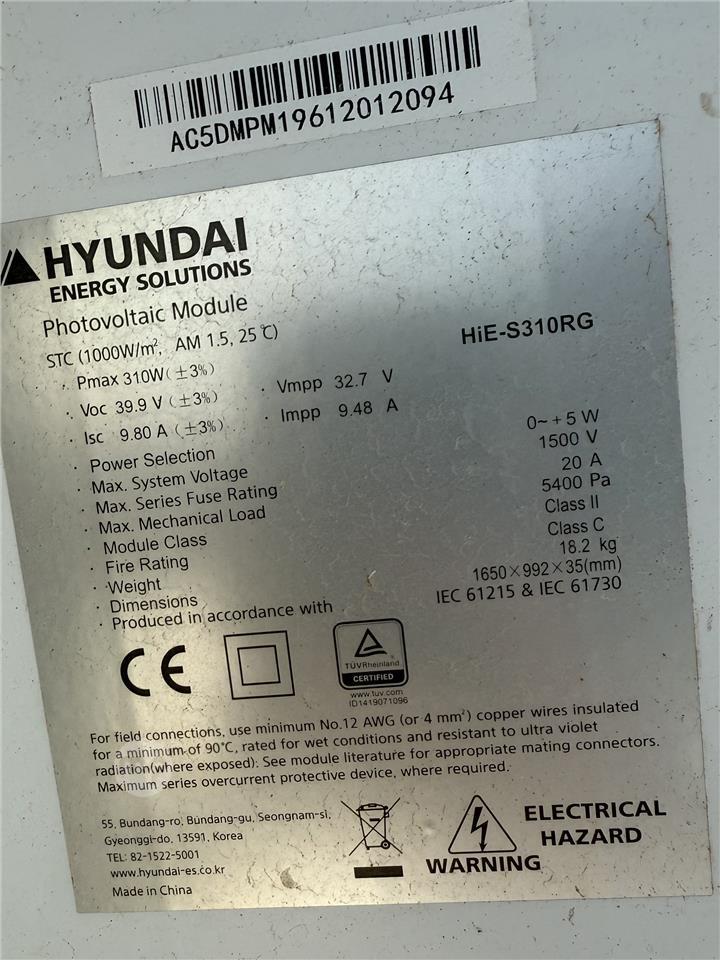 AC5DMPM19612012094
HYUNDAI
ENERGY SOLUTIONS
Photovoltaic Module
HiE-S310RG
STC (1000W/m², AM 1.5, 25℃)
· Pmax 310W (±3%)
· Voc 39.9 V (±3%) · Vmpp 32.7 V
· Isc 9.80 A (±3%) · Impp 9.48 A
· Power Selection 0~ +5 W
· Max. System Voltage 1500 V
· Max. Series Fuse Rating 20 A
· Max. Mechanical Load 5400 Pa
· Module Class Class II
· Fire Rating Class C
· Weight 18.2 kg
· Dimensions 1650×992×35(mm)
· Produced in accordance with IEC 61215 & IEC 61730
CE
TÜVRheinland
CERTIFIED
www.tuv.com
ID1419071096
For field connections, use minimum No.12 AWG (or 4 mm²) copper wires insulated
for a minimum of 90℃, rated for wet conditions and resistant to ultra violet
radiation(where exposed): See module literature for appropriate mating connectors.
Maximum series overcurrent protective device, where required.
55, Bundang-ro, Bundang-gu, Seongnam-si,
Gyeonggi-do, 13591, Korea
TEL: 82-1522-5001
www.hyundai-es.co.kr
Made in China
WARNING
ELECTRICAL
HAZARD